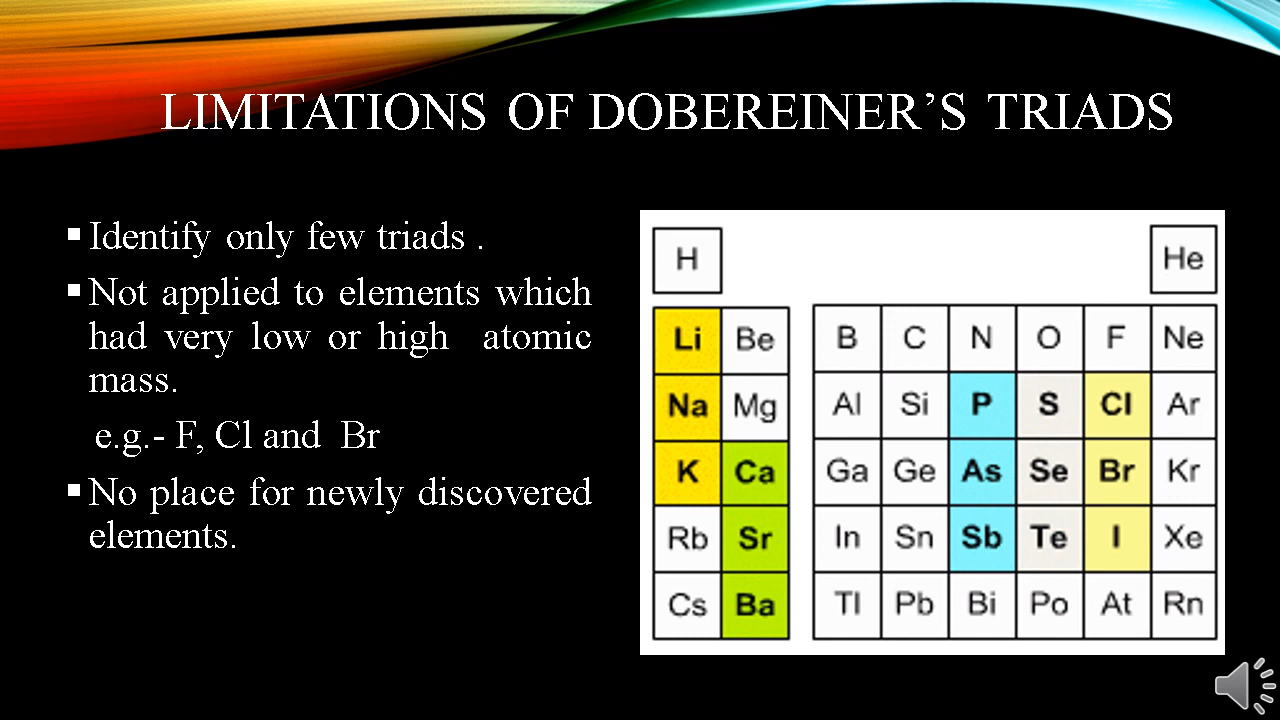 LIMITATIONS OF DOBEREINER’S TRIADS
▪ Identify only few triads .
▪ Not applied to elements which
had very low or high atomic
mass.
e.g.- F, Cl and Br
▪ No place for newly discovered
elements.
H He
Li Be B C N O F Ne
Na Mg Al Si P S Cl Ar
K Ca Ga Ge As Se Br Kr
Rb Sr In Sn Sb Te I Xe
Cs Ba Tl Pb Bi Po At Rn